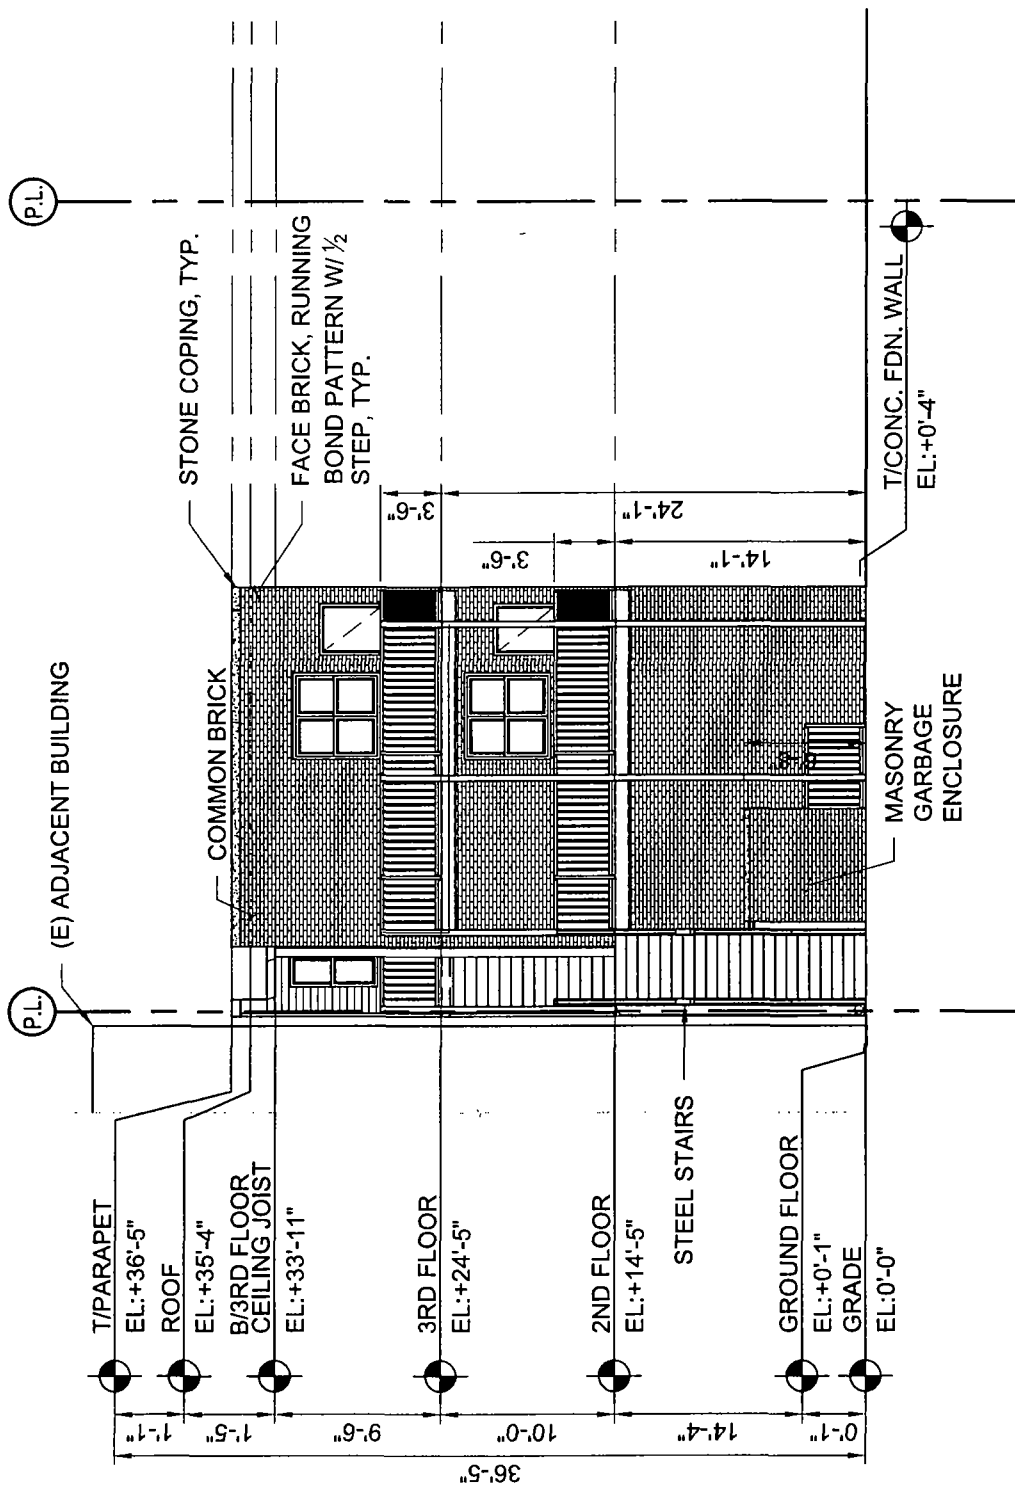 P.L.
P.L.
(E) ADJACENT BUILDING
STONE COPING, TYP.
COMMON BRICK
FACE BRICK, RUNNING
BOND PATTERN W/ ½
STEP, TYP.
T/PARAPET
EL:+36'-5"
ROOF
EL:+35'-4"
B/3RD FLOOR
CEILING JOIST
EL:+33'-11"
3RD FLOOR
EL:+24'-5"
2ND FLOOR
EL:+14'-5"
STEEL STAIRS
GROUND FLOOR
EL:+0'-1"
GRADE
EL:0'-0"
MASONRY
GARBAGE
ENCLOSURE
T/CONC. FDN. WALL
EL:+0'-4"
1'-1"
1'-5"
9'-6"
10'-0"
14'-4"
0'-1"
36'-5"
3'-6"
3'-6"
24'-1"
14'-1"